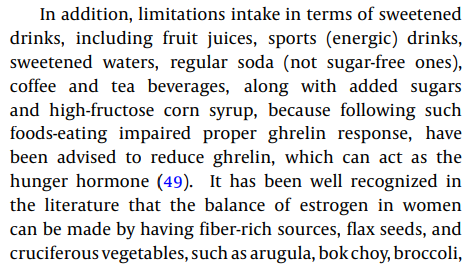 In addition, limitations intake in terms of sweetened
drinks, including fruit juices, sports (energic) drinks,
sweetened waters, regular soda (not sugar-free ones),
coffee and tea beverages, along with added sugars
and high-fructose corn syrup, because following such
foods-eating impaired proper ghrelin response, have
been advised to reduce ghrelin, which can act as the
hunger hormone (49). It has been well recognized in
the literature that the balance of estrogen in women
can be made by having fiber-rich sources, flax seeds, and
cruciferous vegetables, such as arugula, bok choy, broccoli,